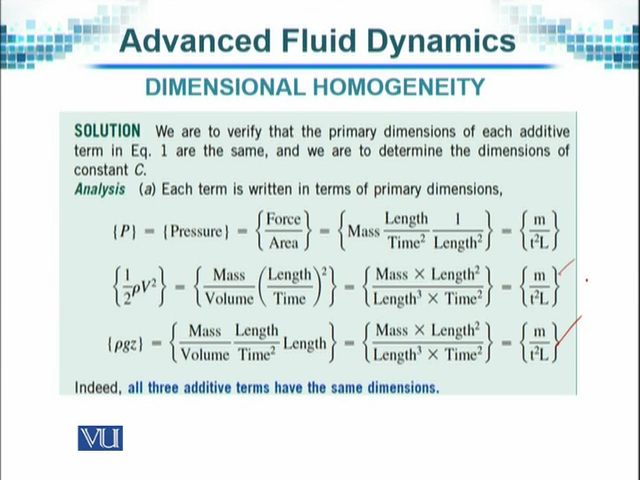 Advanced Fluid Dynamics
DIMENSIONAL HOMOGENEITY
SOLUTION We are to verify that the primary dimensions of each additive
term in Eq. 1 are the same, and we are to determine the dimensions of
constant C.
Analysis (a) Each term is written in terms of primary dimensions,
{P} = {Pressure} = {Force/Area} = {Mass Length/Time² 1/Length²} = {m/t²L}
{1/2 ρV²} = {Mass/Volume (Length/Time)²} = {Mass × Length²/Length³ × Time²} = {m/t²L}
{ρgz} = {Mass/Volume Length/Time² Length} = {Mass × Length²/Length³ × Time²} = {m/t²L}
Indeed, all three additive terms have the same dimensions.
VU